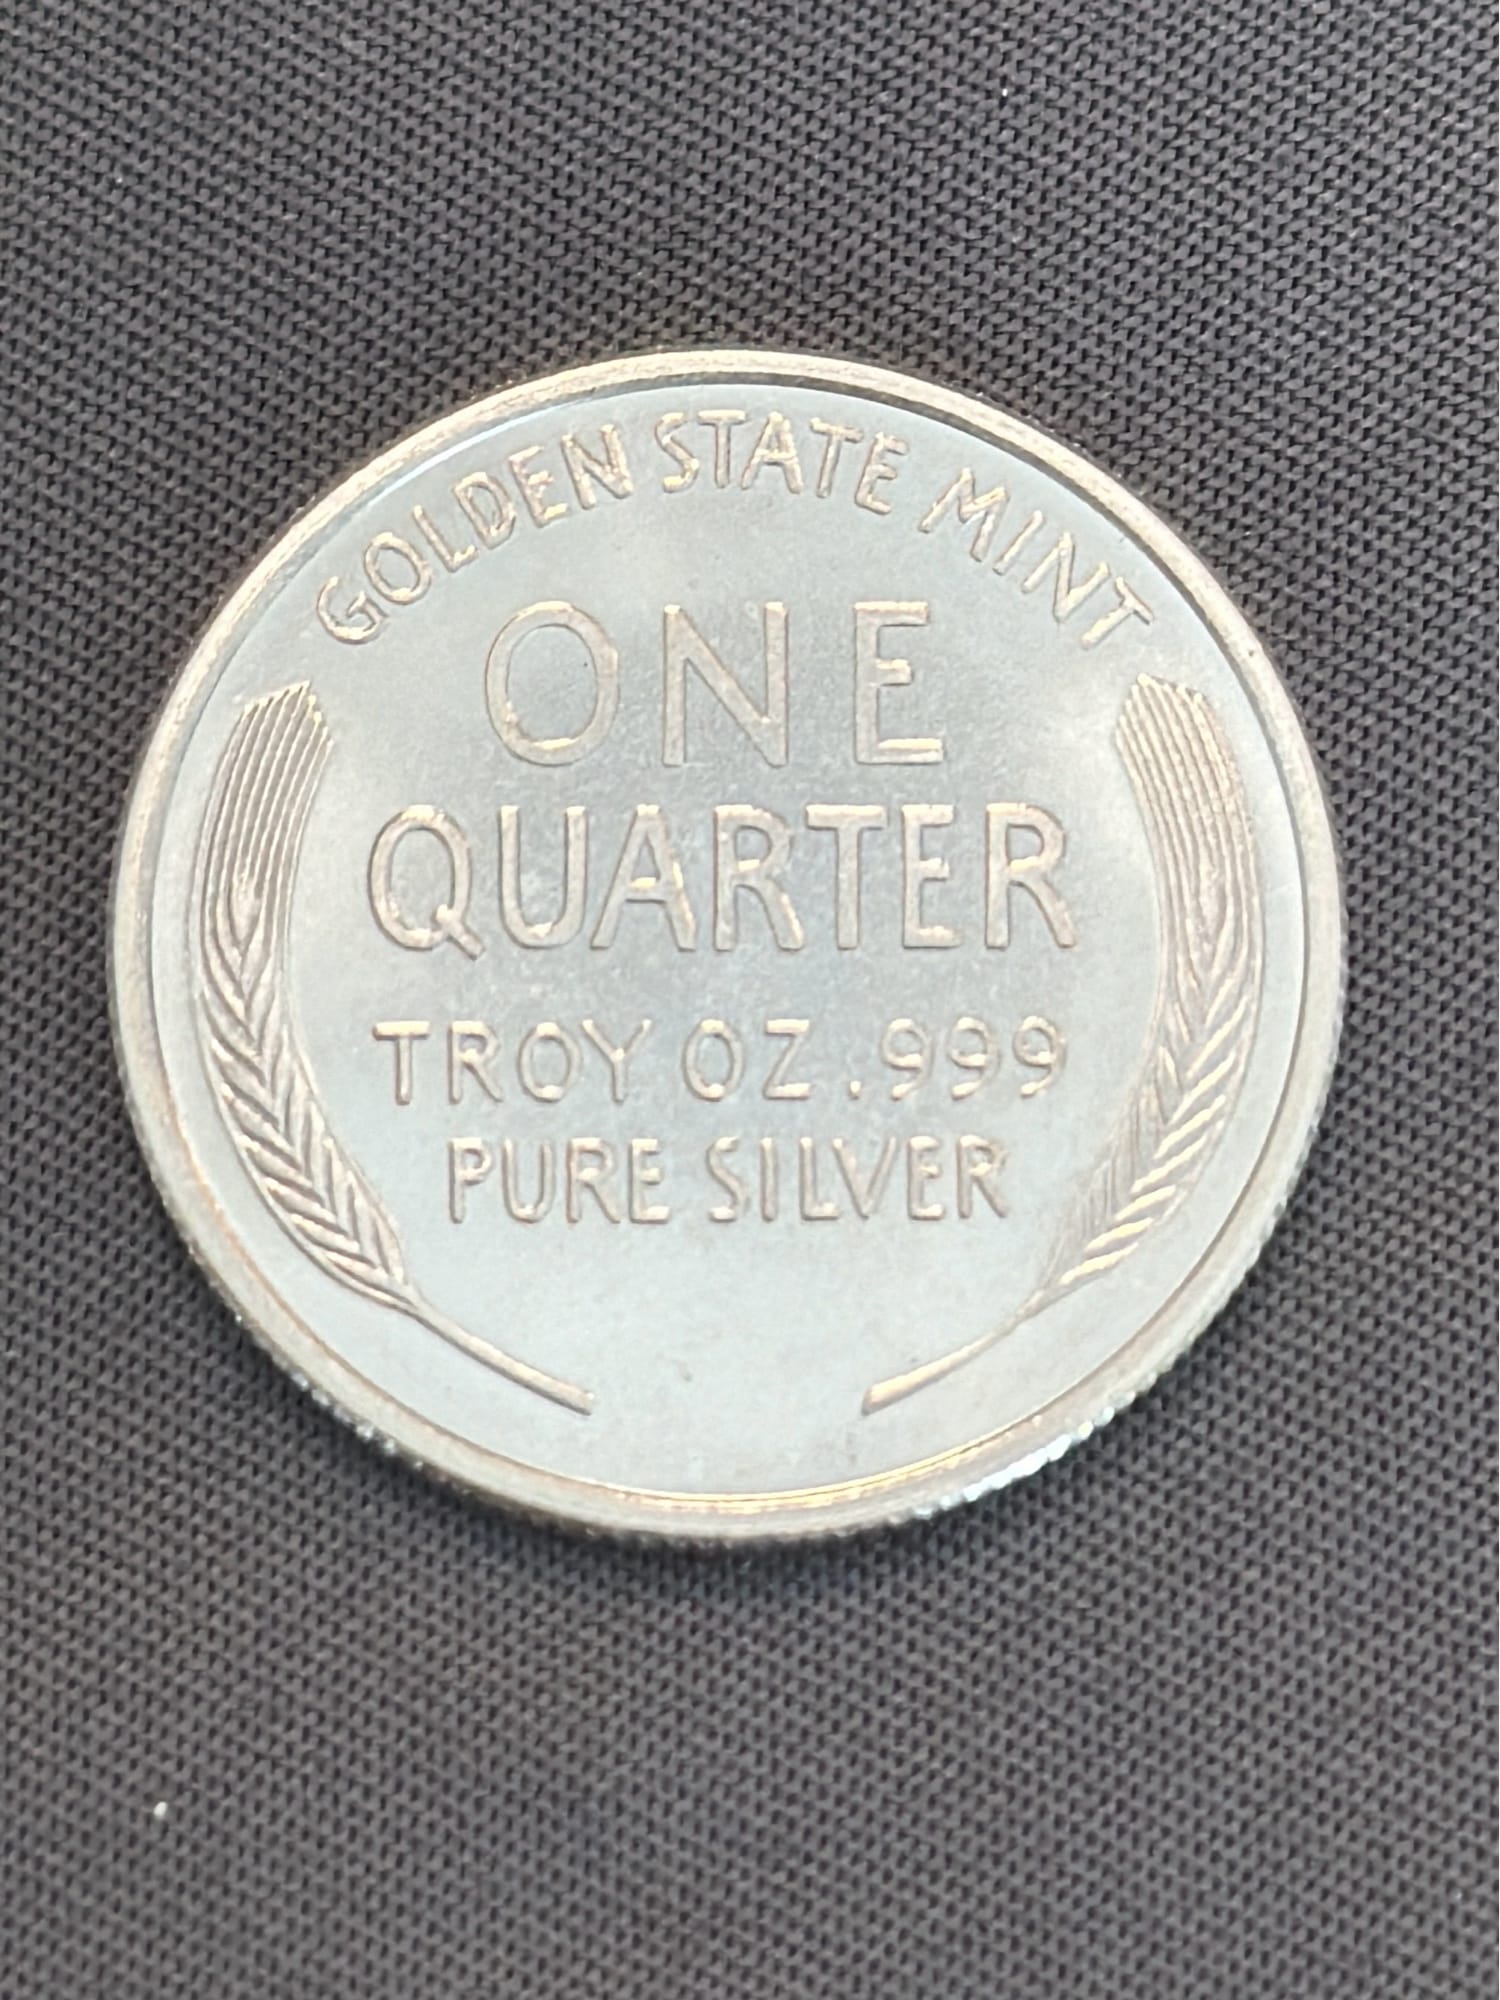 GOLDEN STATE MINT
ONE
QUARTER
TROY OZ .999
PURE SILVER